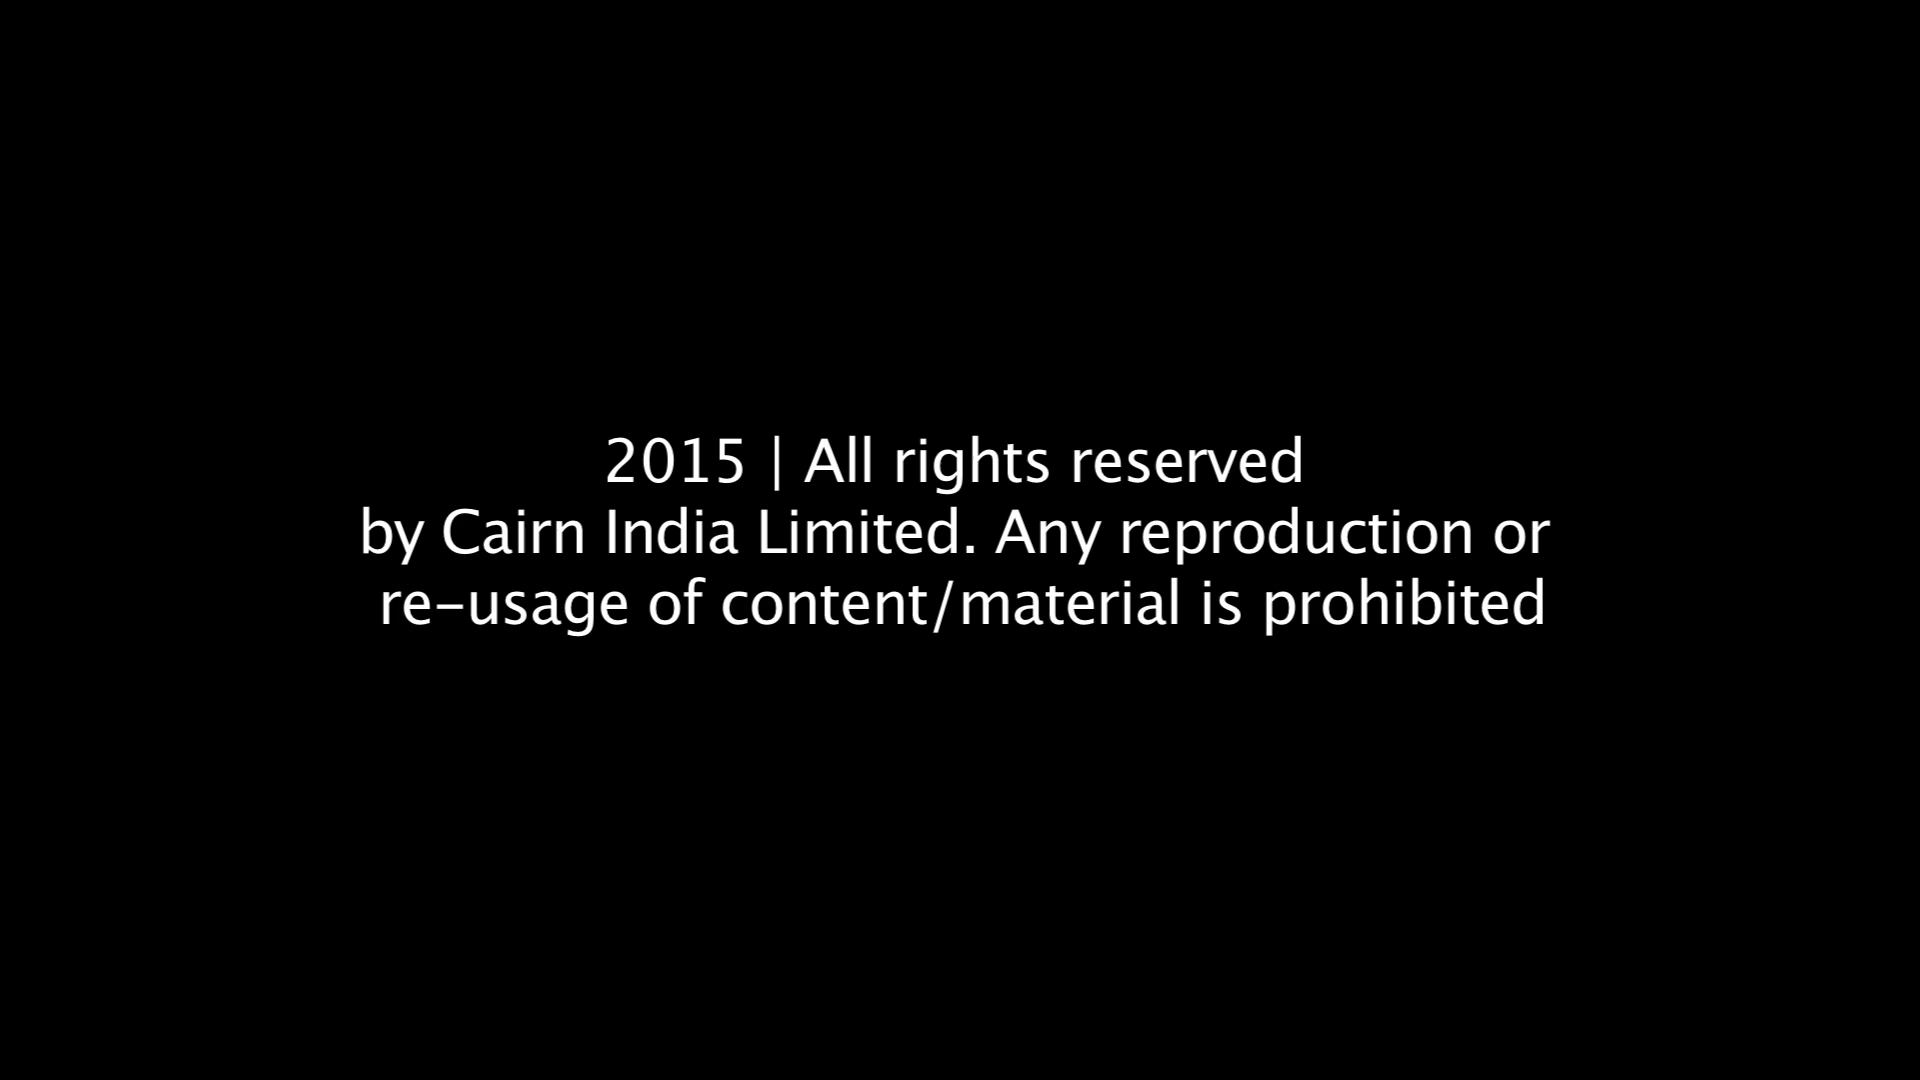 2015 | All rights reserved
by Cairn India Limited. Any reproduction or
re-usage of content/material is prohibited